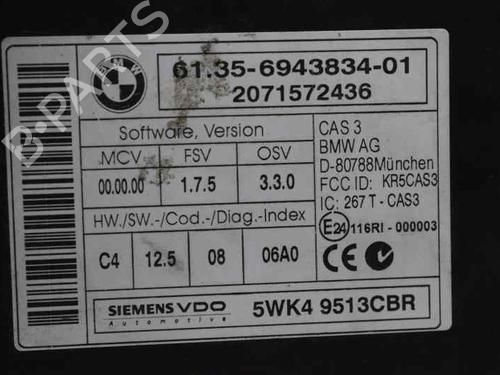 B-PARTS
BMW
61.35-6943834-01
2071572436
Software, Version
MCV FSV OSV
00.00.00 1.7.5 3.3.0
HW./SW.-/Cod.-/Diag.-Index
C4 12.5 08 06A0
CAS 3
BMW AG
D-80788München
FCC ID: KR5CAS3
IC: 267 T - CAS3
E24 116RI - 000003
SIEMENS VDO
Automotive
5WK4 9513CBR